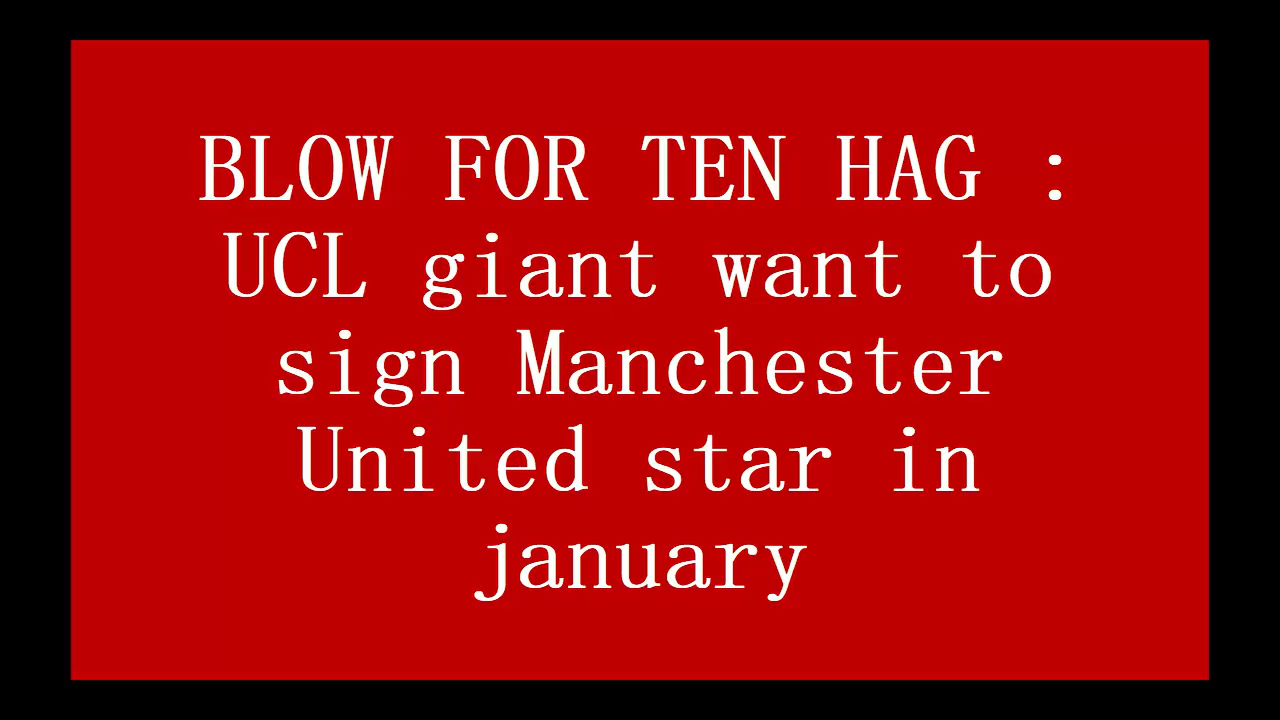 BLOW FOR TEN HAG :
UCL giant want to
sign Manchester
United star in
january